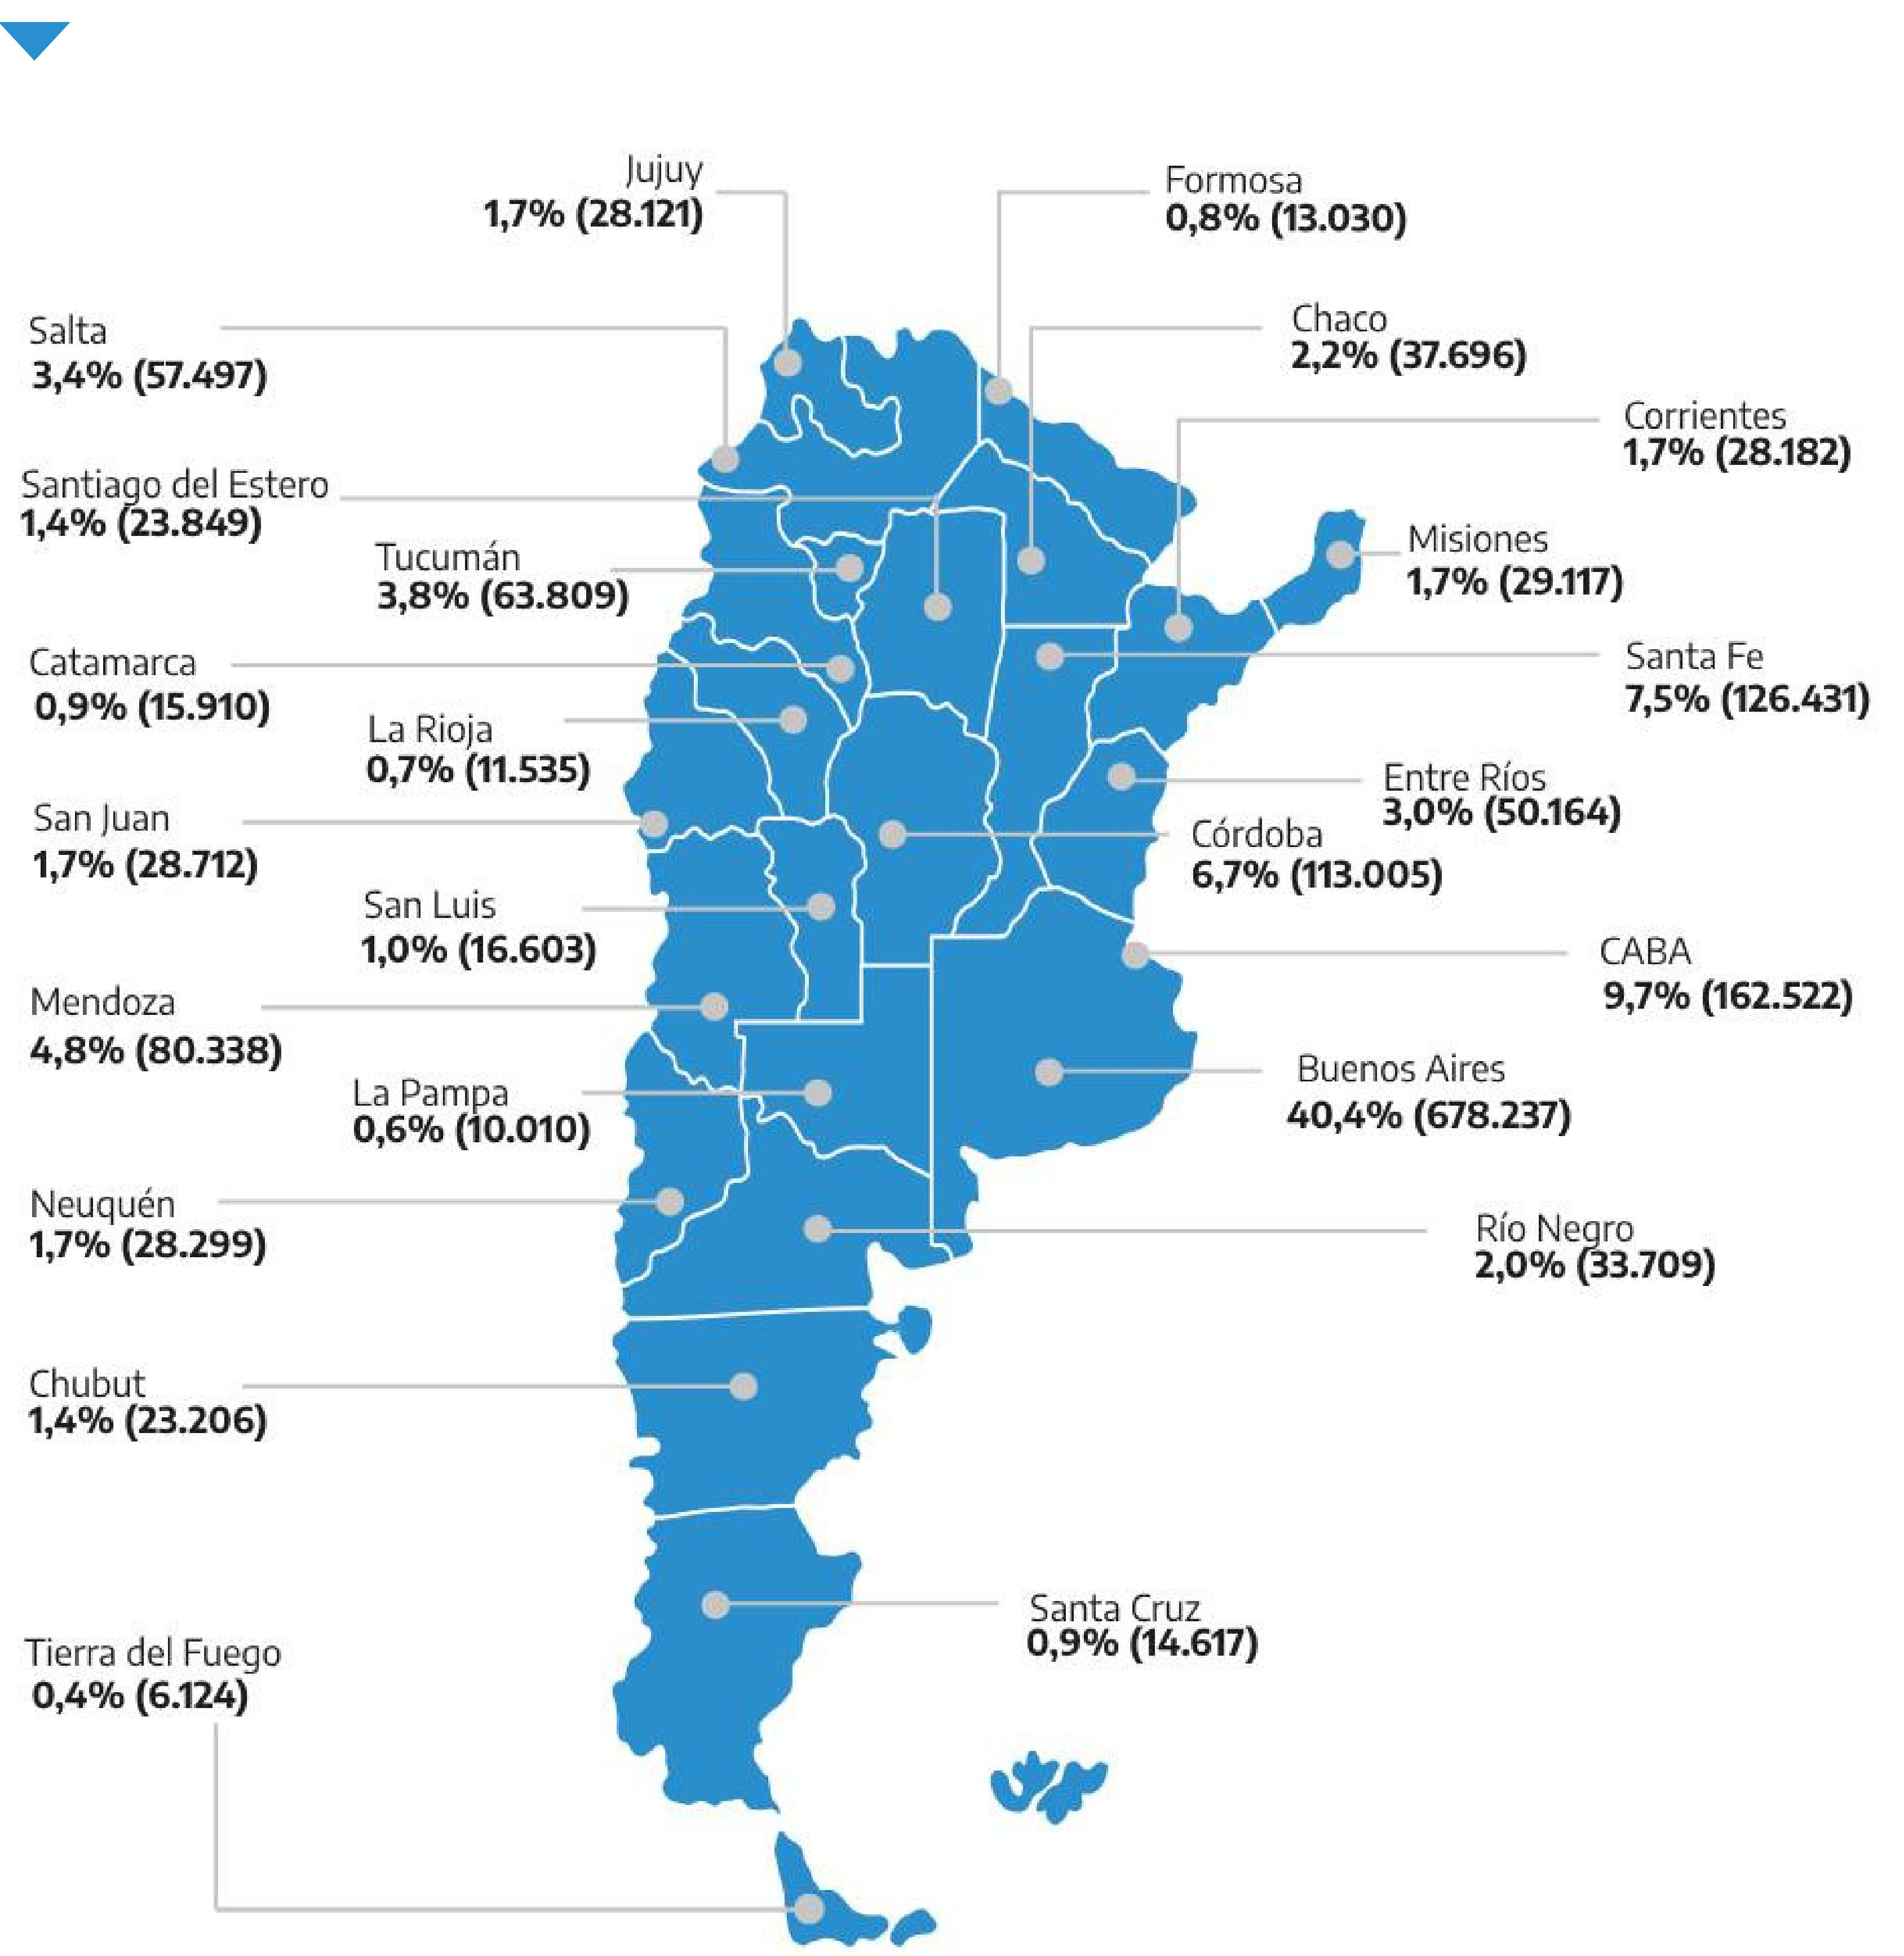 Jujuy
1,7% (28.121)
Formosa
0,8% (13.030)
Salta
3,4% (57.497)
Chaco
2,2% (37.696)
Corrientes
1,7% (28.182)
Santiago del Estero
1,4% (23.849)
Tucumán
3,8% (63.809)
Misiones
1,7% (29.117)
Catamarca
0,9% (15.910)
Santa Fe
7,5% (126.431)
La Rioja
0,7% (11.535)
Entre Ríos
3,0% (50.164)
San Juan
1,7% (28.712)
Córdoba
6,7% (113.005)
San Luis
1,0% (16.603)
CABA
9,7% (162.522)
Mendoza
4,8% (80.338)
Buenos Aires
40,4% (678.237)
La Pampa
0,6% (10.010)
Neuquén
1,7% (28.299)
Río Negro
2,0% (33.709)
Chubut
1,4% (23.206)
Santa Cruz
0,9% (14.617)
Tierra del Fuego
0,4% (6.124)